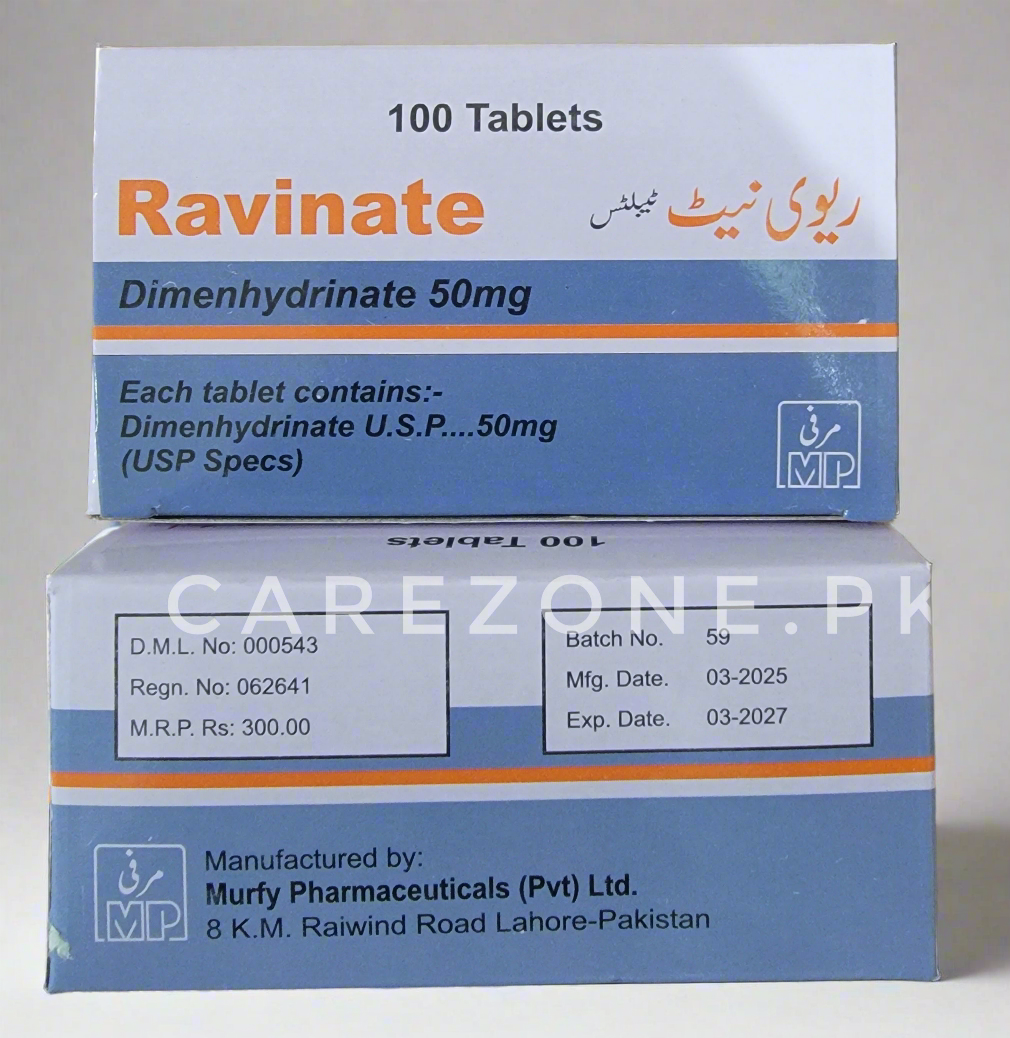 100 Tablets
Ravinate
ریوی نیٹ ٹیبلٹس
Dimenhydrinate 50mg
Each tablet contains:-
Dimenhydrinate U.S.P....50mg
(USP Specs)
مرفی
MP
100 Tablets
CAREZONE.PK
D.M.L. No: 000543
Regn. No: 062641
M.R.P. Rs: 300.00
Batch No. 59
Mfg. Date. 03-2025
Exp. Date. 03-2027
مرفی
MP
Manufactured by:
Murfy Pharmaceuticals (Pvt) Ltd.
8 K.M. Raiwind Road Lahore-Pakistan